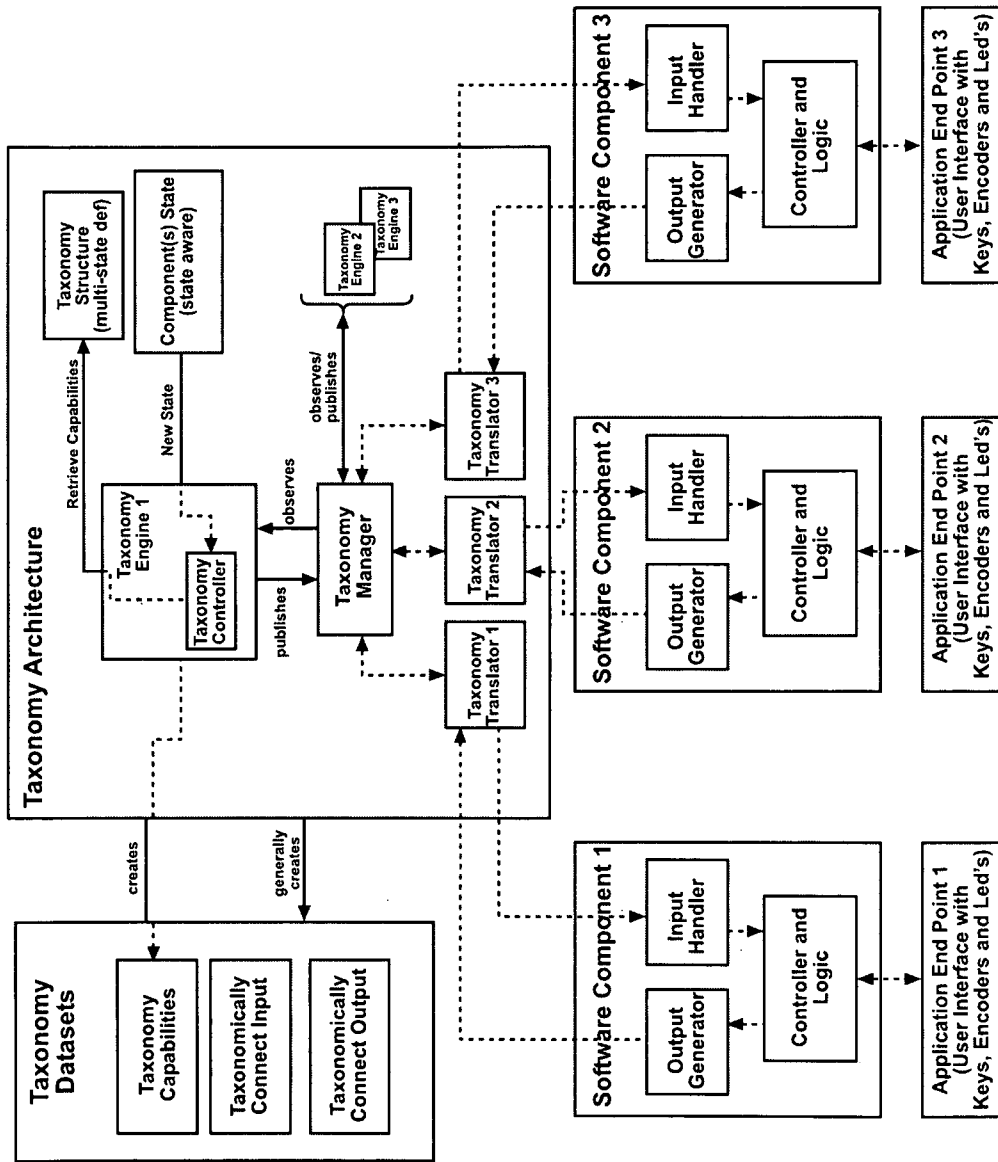 Taxonomy
Datasets
Taxonomy
Capabilities
Taxonomically
Connect Input
Taxonomically
Connect Output
creates
generally
creates
Taxonomy Architecture
Taxonomy
Engine 1
Taxonomy
Controller
Retrieve Capabilities
New State
Taxonomy
Structure
(multi-state def)
Component(s) State
(state aware)
publishes
observes
Taxonomy
Manager
observes/
publishes
Taxonomy
Engine 2
Taxonomy
Engine 3
Taxonomy
Translator 1
Taxonomy
Translator 2
Taxonomy
Translator 3
Software Component 1
Output
Generator
Input
Handler
Controller and
Logic
Application End Point 1
(User Interface with
Keys, Encoders and Led's)
Software Component 2
Output
Generator
Input
Handler
Controller and
Logic
Application End Point 2
(User Interface with
Keys, Encoders and Led's)
Software Component 3
Output
Generator
Input
Handler
Controller and
Logic
Application End Point 3
(User Interface with
Keys, Encoders and Led's)